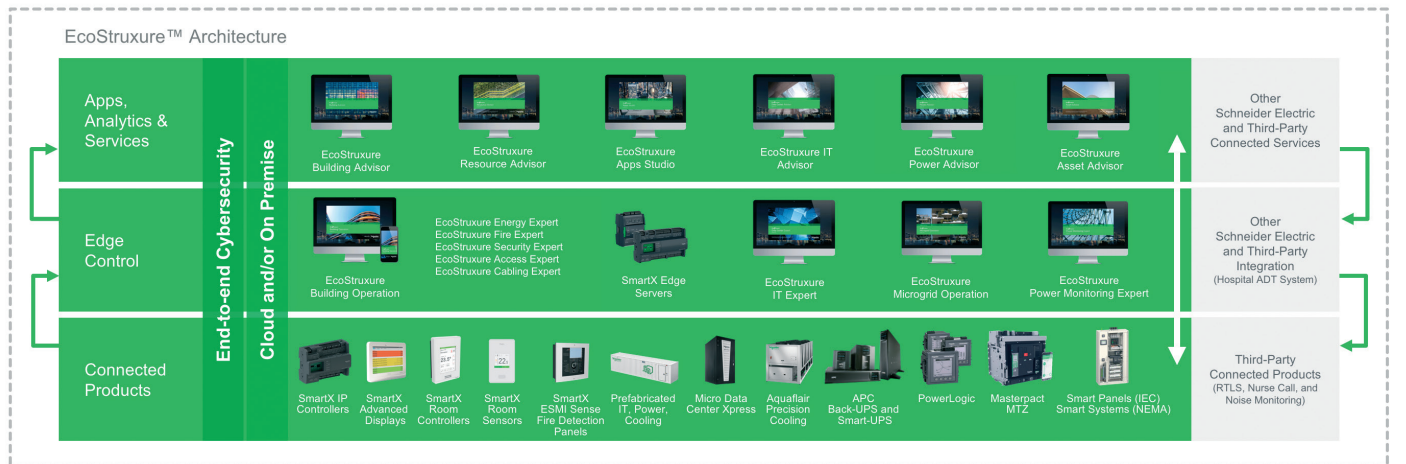 EcoStruxure™ Architecture
Apps,
Analytics &
Services
End-to-end Cybersecurity
Cloud and/or On Premise
EcoStruxure
Building Advisor
EcoStruxure
Resource Advisor
EcoStruxure
Apps Studio
EcoStruxure IT
Advisor
EcoStruxure
Power Advisor
EcoStruxure
Asset Advisor
Other
Schneider Electric
and Third-Party
Connected Services
Edge
Control
EcoStruxure
Building Operation
EcoStruxure Energy Expert
EcoStruxure Fire Expert
EcoStruxure Security Expert
EcoStruxure Access Expert
EcoStruxure Cabling Expert
SmartX Edge
Servers
EcoStruxure
IT Expert
EcoStruxure
Microgrid Operation
EcoStruxure
Power Monitoring Expert
Other
Schneider Electric
and Third-Party
Integration
(Hospital ADT System)
Connected
Products
SmartX IP
Controllers
SmartX
Advanced
Displays
SmartX
Room
Controllers
SmartX
Room
Sensors
SmartX
ESMI Sense
Fire Detection
Panels
Prefabricated
IT, Power,
Cooling
Micro Data
Center Xpress
Aquaflair
Precision
Cooling
APC
Back-UPS and
Smart-UPS
PowerLogic
Masterpact
MTZ
Smart Panels (IEC)
Smart Systems (NEMA)
Third-Party
Connected Products
(RTLS, Nurse Call, and
Noise Monitoring)